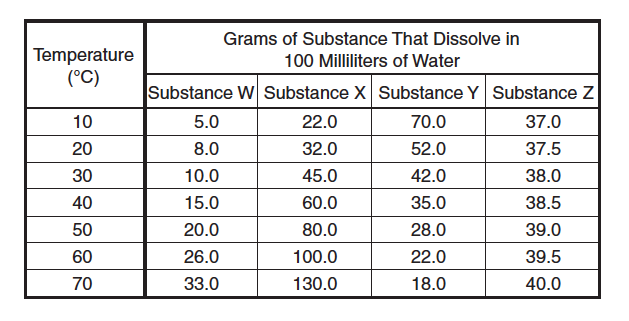 Temperature
(°C)
Grams of Substance That Dissolve in
100 Milliliters of Water
Substance W Substance X Substance Y Substance Z
10 5.0 22.0 70.0 37.0
20 8.0 32.0 52.0 37.5
30 10.0 45.0 42.0 38.0
40 15.0 60.0 35.0 38.5
50 20.0 80.0 28.0 39.0
60 26.0 100.0 22.0 39.5
70 33.0 130.0 18.0 40.0